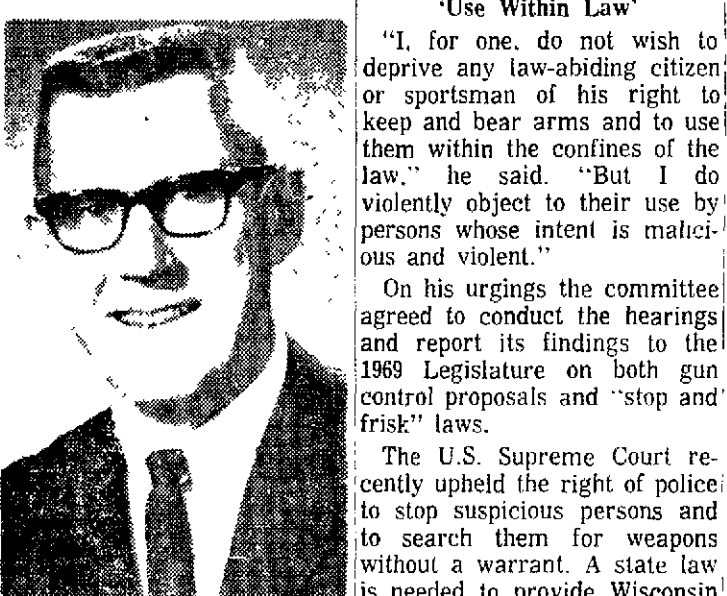 'Use Within Law'
"I, for one, do not wish to
deprive any law-abiding citizen
or sportsman of his right to
keep and bear arms and to use
them within the confines of the
law," he said. "But I do
violently object to their use by
persons whose intent is malici-
ous and violent."
On his urgings the committee
agreed to conduct the hearings
and report its findings to the
1969 Legislature on both gun
control proposals and "stop and
frisk" laws.
The U.S. Supreme Court re-
cently upheld the right of police
to stop suspicious persons and
to search them for weapons
without a warrant. A state law
is needed to provide Wisconsin